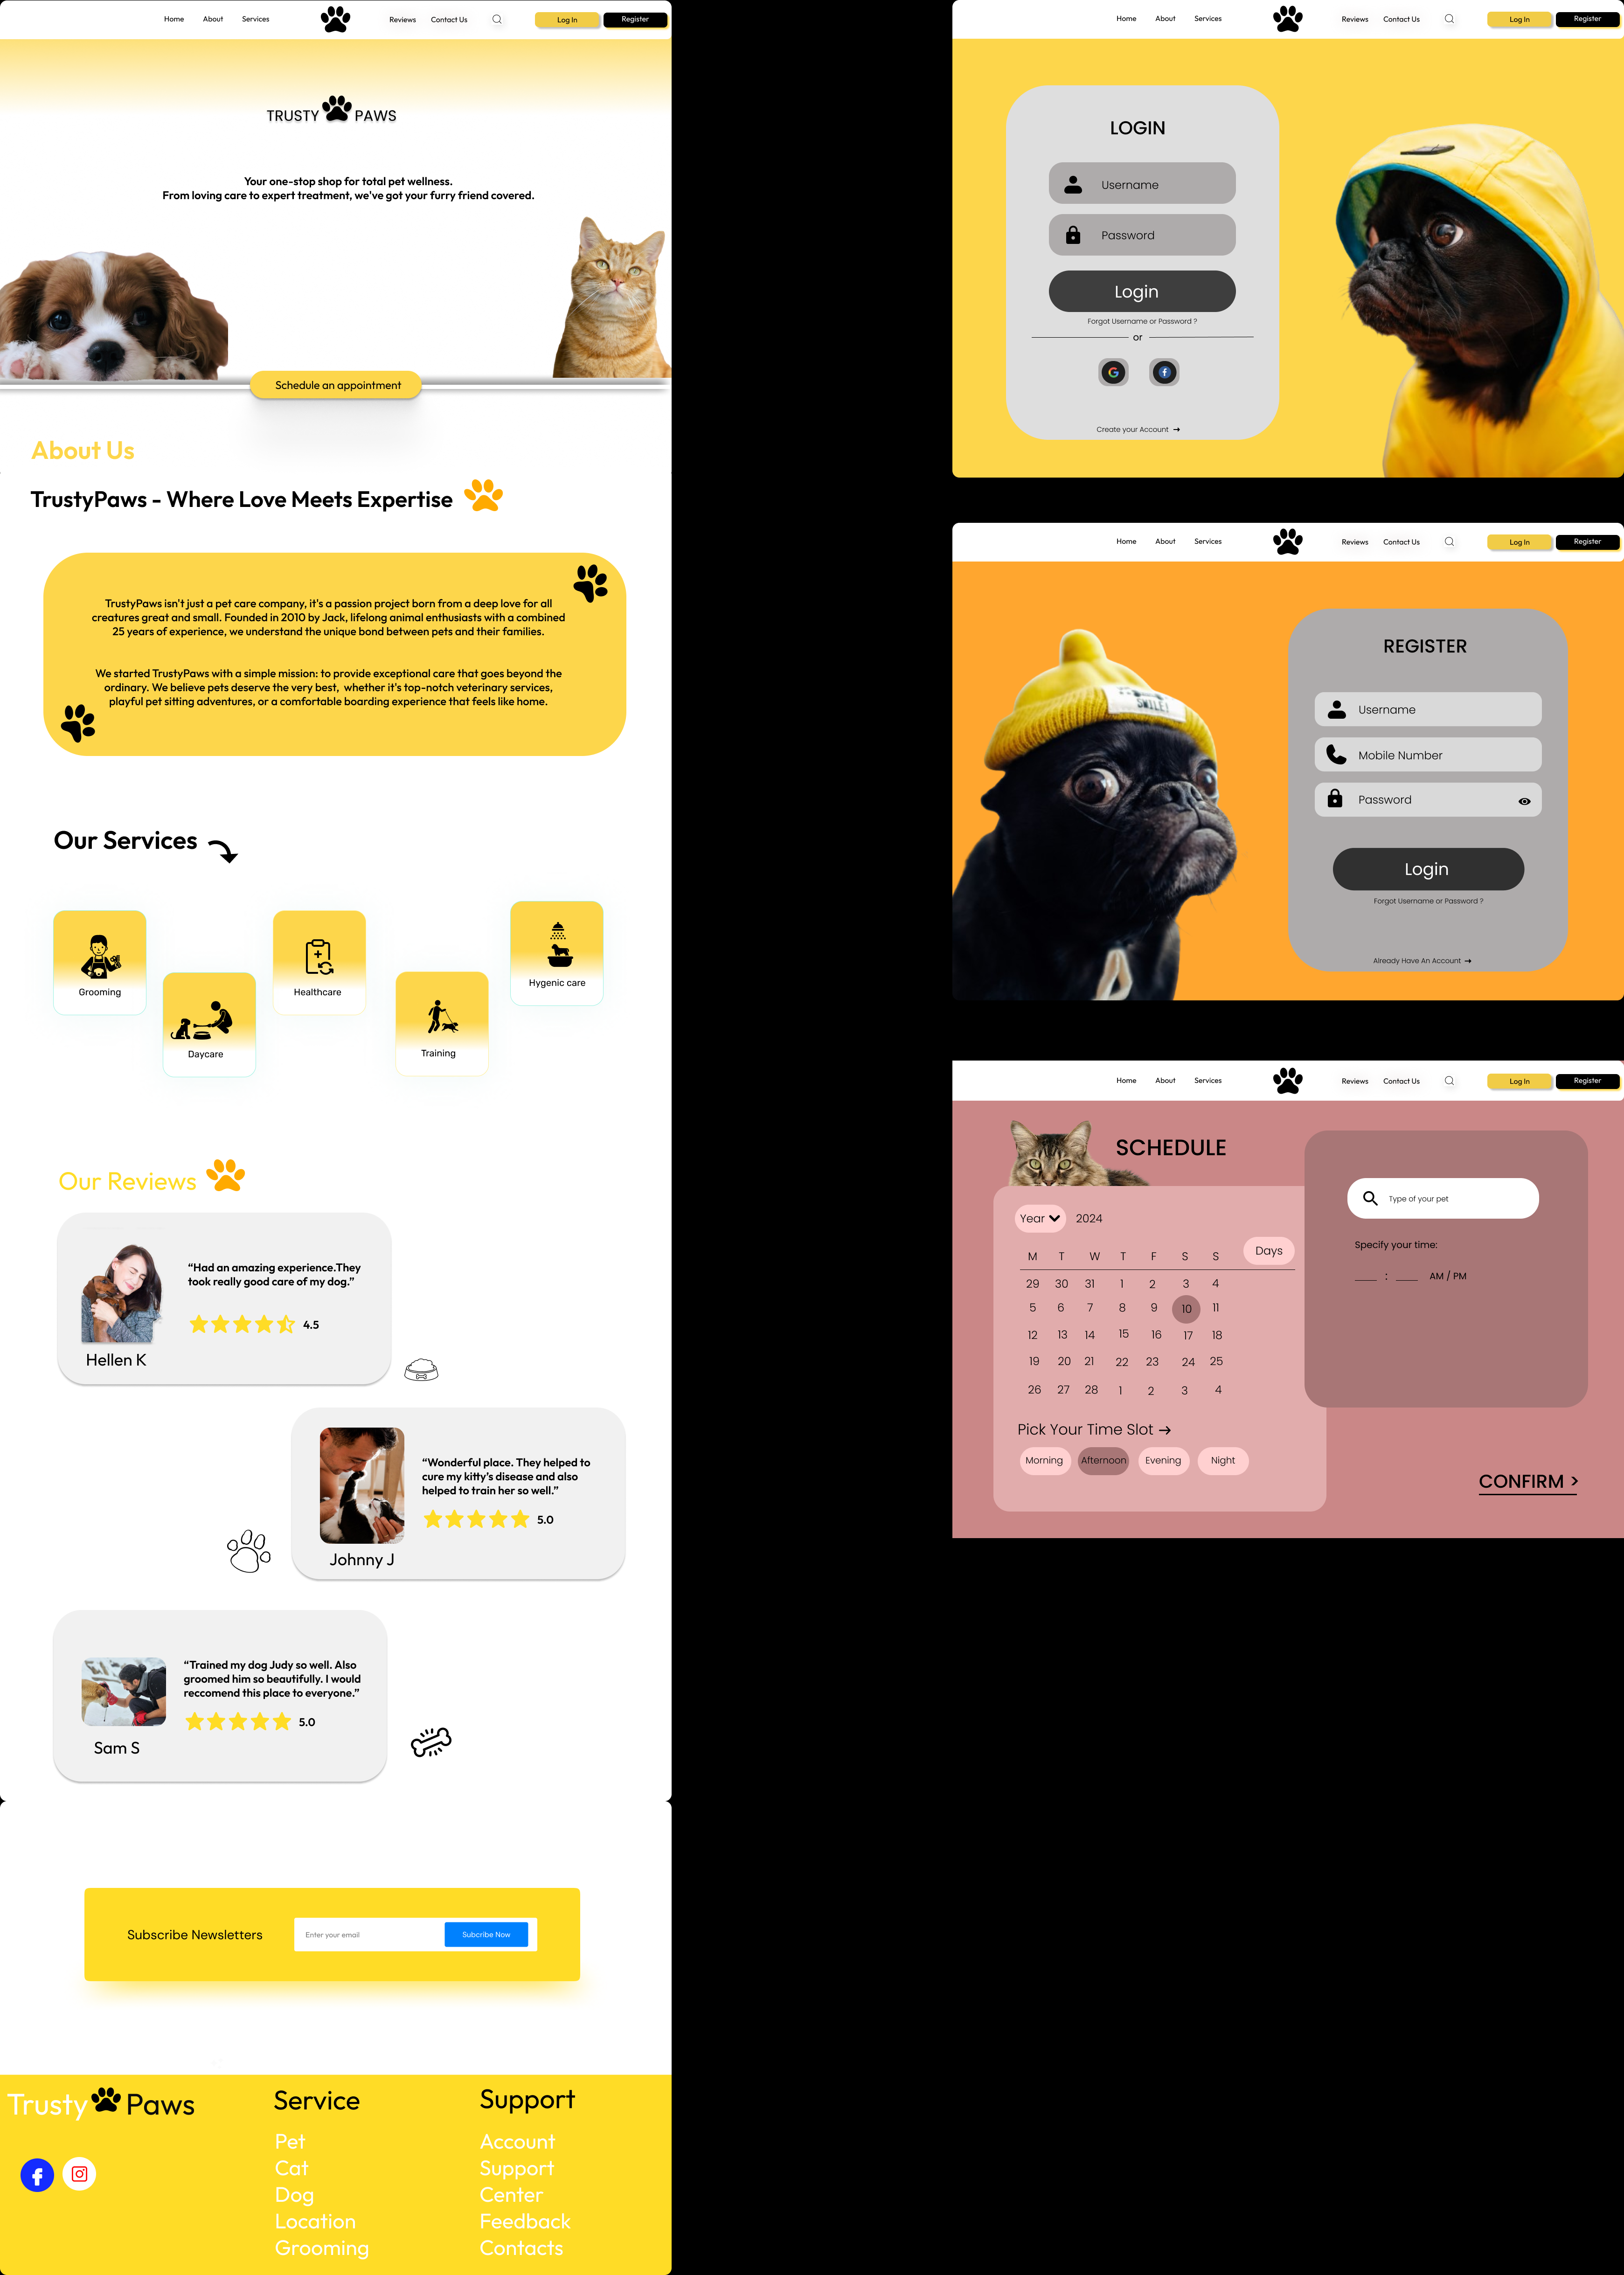 Home About Services Reviews Contact Us Log In Register
TRUSTY PAWS
Your one-stop shop for total pet wellness.
From loving care to expert treatment, we've got your furry friend covered.
Schedule an appointment
About Us
TrustyPaws - Where Love Meets Expertise
TrustyPaws isn't just a pet care company, it's a passion project born from a deep love for all
creatures great and small. Founded in 2010 by Jack, lifelong animal enthusiasts with a combined
25 years of experience, we understand the unique bond between pets and their families.
We started TrustyPaws with a simple mission: to provide exceptional care that goes beyond the
ordinary. We believe pets deserve the very best, whether it's top-notch veterinary services,
playful pet sitting adventures, or a comfortable boarding experience that feels like home.
Our Services
Grooming
Daycare
Healthcare
Training
Hygenic care
Our Reviews
“Had an amazing experience.They
took really good care of my dog.”
4.5
Hellen K
“Wonderful place. They helped to
cure my kitty's disease and also
helped to train her so well.”
5.0
Johnny J
“Trained my dog Judy so well. Also
groomed him so beautifully. I would
reccomend this place to everyone.”
5.0
Sam S
Subscribe Newsletters
Enter your email
Subcribe Now
Trusty Paws
Service
Pet
Cat
Dog
Location
Grooming
Support
Account
Support
Center
Feedback
Contacts
Home About Services Reviews Contact Us Log In Register
LOGIN
Username
Password
Login
Forgot Username or Password ?
or
Create your Account
Home About Services Reviews Contact Us Log In Register
SMILE!
REGISTER
Username
Mobile Number
Password
Login
Forgot Username or Password ?
Already Have An Account
Home About Services Reviews Contact Us Log In Register
SCHEDULE
Year 2024
Days
M T W T F S S
29 30 31 1 2 3 4
5 6 7 8 9 10 11
12 13 14 15 16 17 18
19 20 21 22 23 24 25
26 27 28 1 2 3 4
Pick Your Time Slot
Morning Afternoon Evening Night
Type of your pet
Specify your time:
___ : ___ AM / PM
CONFIRM >